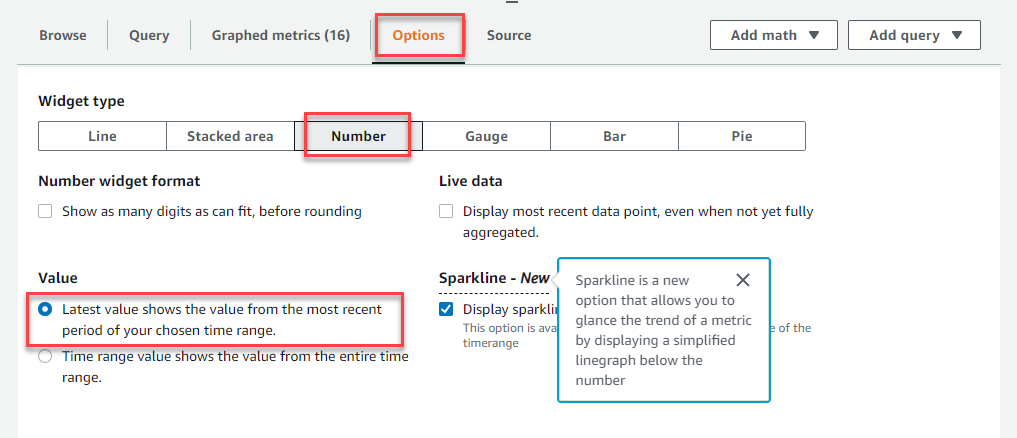 Browse Query Graphed metrics (16) Options Source Add math Add query
Widget type
Line Stacked area Number Gauge Bar Pie
Number widget format
Show as many digits as can fit, before rounding
Live data
Display most recent data point, even when not yet fully
aggregated.
Value
Latest value shows the value from the most recent
period of your chosen time range.
Time range value shows the value from the entire time
range.
Sparkline - New
Display
This option is
e of the
timerange
Sparkline is a new
option that allows you to
glance the trend of a metric
by displaying a simplified
linegraph below the
number